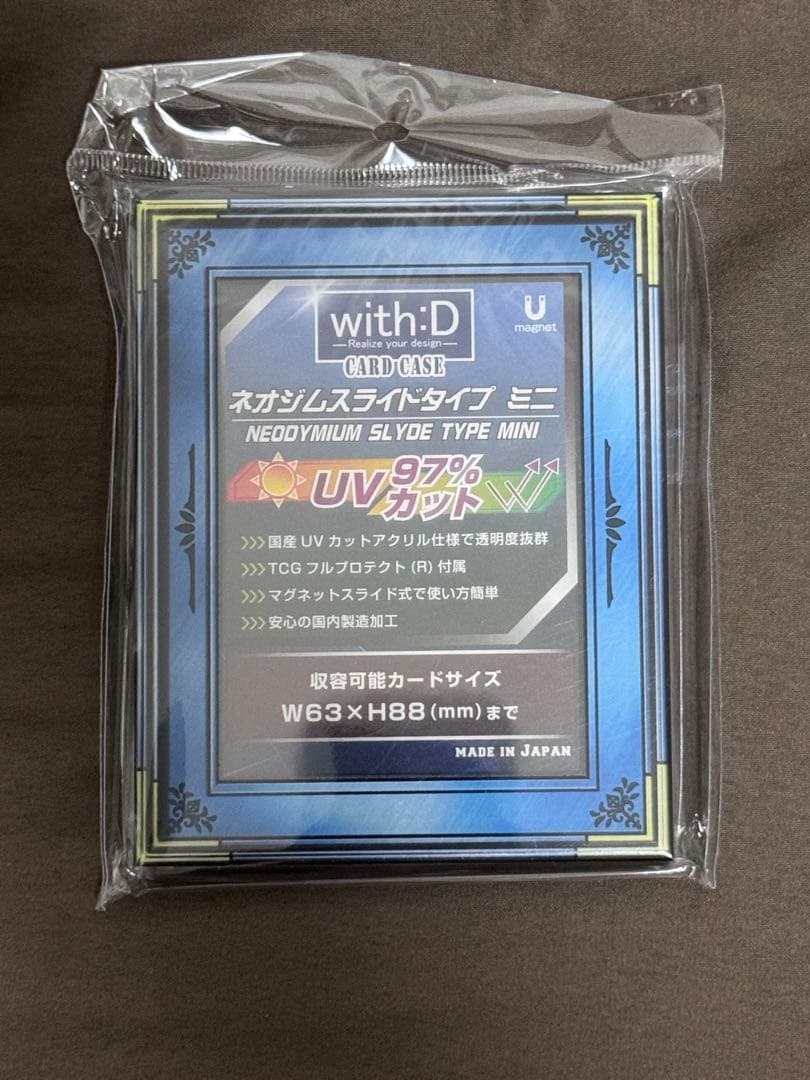 with:D
Realize your design
U
magnet
CARD CASE
ネオジムスライドタイプ ミニ
NEODYMIUM SLYDE TYPE MINI
UV 97%
カット
>>>国産 UV カットアクリル仕様で透明度抜群
>>>TCG フルプロテクト (R) 付属
>>>マグネットスライド式で使い方簡単
>>>安心の国内製造加工
収容可能カードサイズ
W63×H88(mm)まで
MADE IN JAPAN